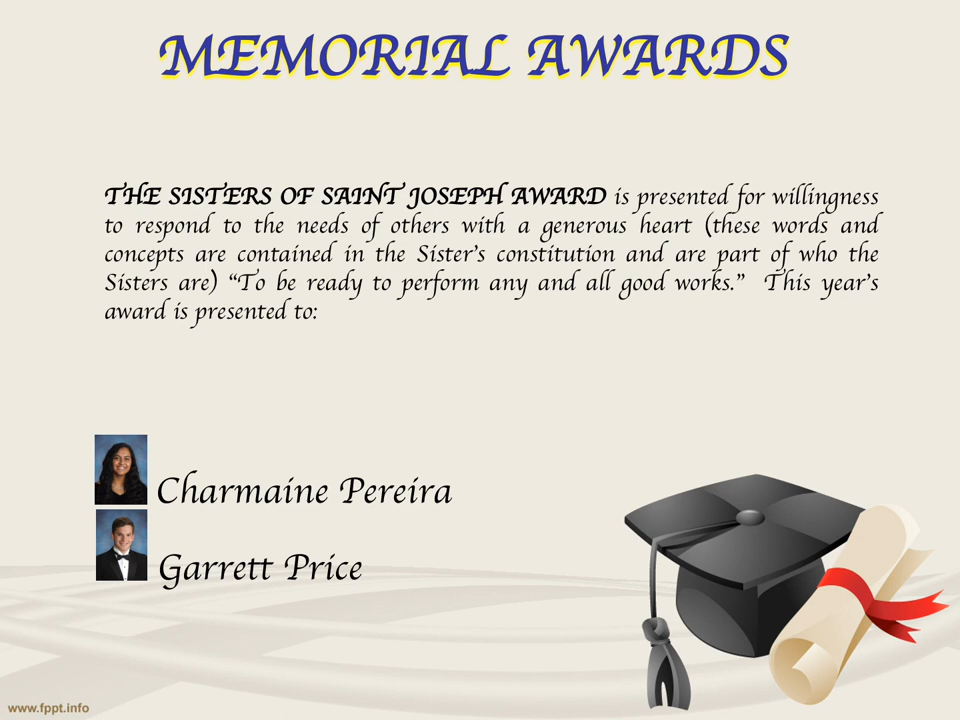 MEMORIAL AWARDS
THE SISTERS OF SAINT JOSEPH AWARD is presented for willingness
to respond to the needs of others with a generous heart (these words and
concepts are contained in the Sister's constitution and are part of who the
Sisters are) “To be ready to perform any and all good works.” This year's
award is presented to:
Charmaine Pereira
Garrett Price
www.fppt.info